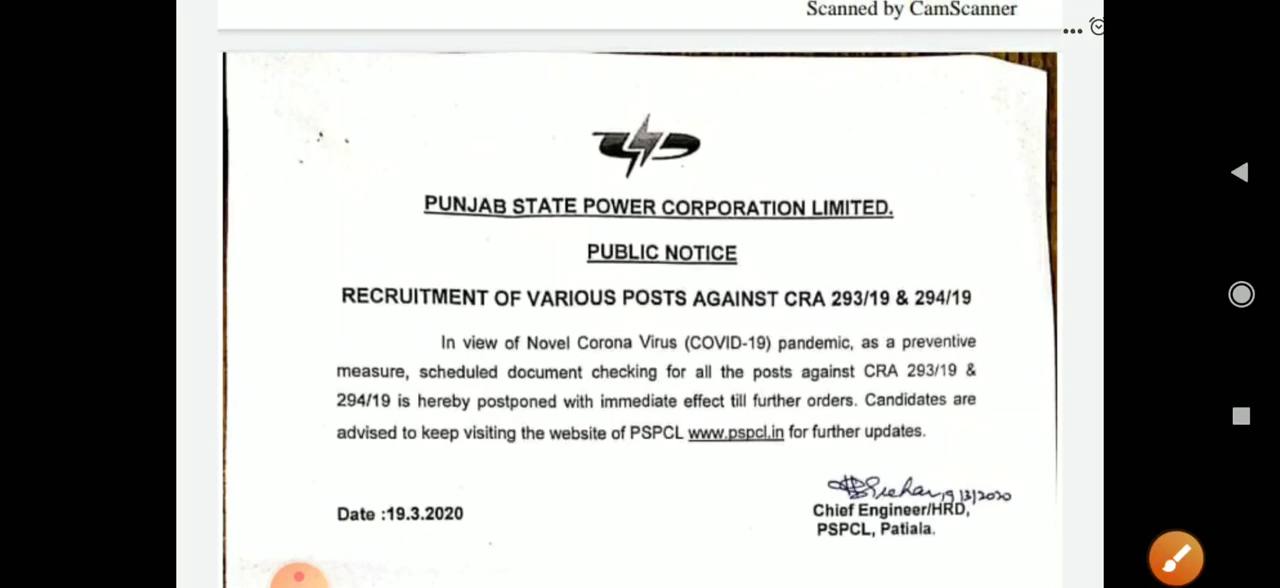 Scanned by CamScanner
PUNJAB STATE POWER CORPORATION LIMITED.
PUBLIC NOTICE
RECRUITMENT OF VARIOUS POSTS AGAINST CRA 293/19 & 294/19
In view of Novel Corona Virus (COVID-19) pandemic, as a preventive
measure, scheduled document checking for all the posts against CRA 293/19 &
294/19 is hereby postponed with immediate effect till further orders. Candidates are
advised to keep visiting the website of PSPCL www.pspcl.in for further updates.
19/3/2020
Date :19.3.2020
Chief Engineer/HRD,
PSPCL, Patiala.